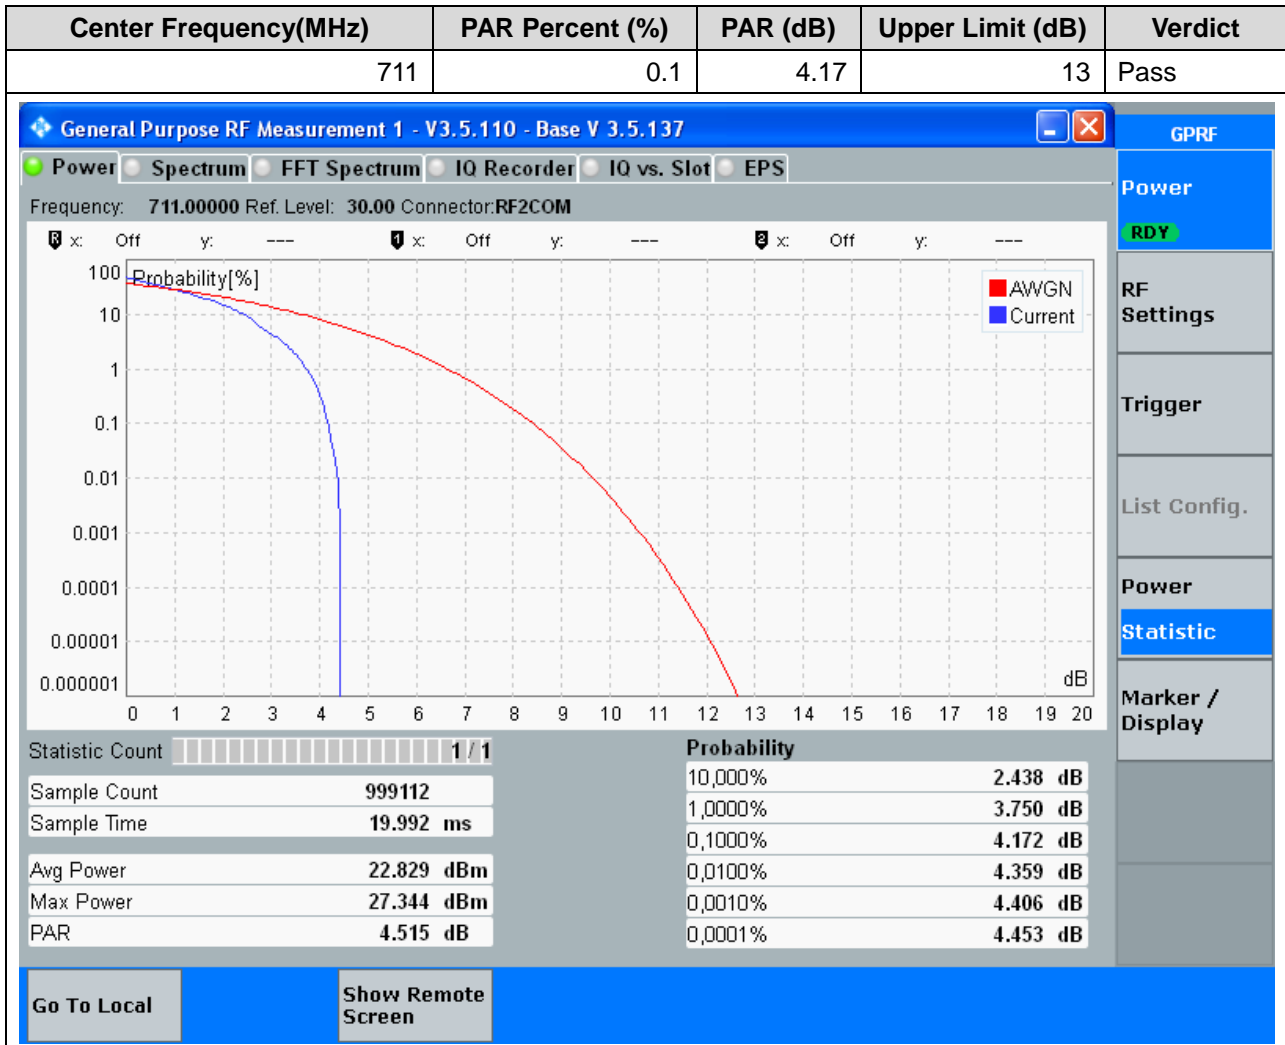 Center Frequency(MHz) PAR Percent (%) PAR (dB) Upper Limit (dB) Verdict
711 0.1 4.17 13 Pass
General Purpose RF Measurement 1 - V3.5.110 - Base V 3.5.137
GPRF
Power Spectrum FFT Spectrum IQ Recorder IQ vs. Slot EPS
Power
RDY
Frequency: 711.00000 Ref. Level: 30.00 Connector:RF2COM
R x: Off y: --- 1 x: Off y: --- 2 x: Off y: ---
Probability[%]
AWGN
Current
100
10
1
0.1
0.01
0.001
0.0001
0.00001
0.000001
dB
0 1 2 3 4 5 6 7 8 9 10 11 12 13 14 15 16 17 18 19 20
RF
Settings
Trigger
List Config.
Power
Statistic
Marker /
Display
Statistic Count 1 / 1
Sample Count 999112
Sample Time 19.992 ms
Avg Power 22.829 dBm
Max Power 27.344 dBm
PAR 4.515 dB
Probability
10,000% 2.438 dB
1,0000% 3.750 dB
0,1000% 4.172 dB
0,0100% 4.359 dB
0,0010% 4.406 dB
0,0001% 4.453 dB
Go To Local
Show Remote
Screen